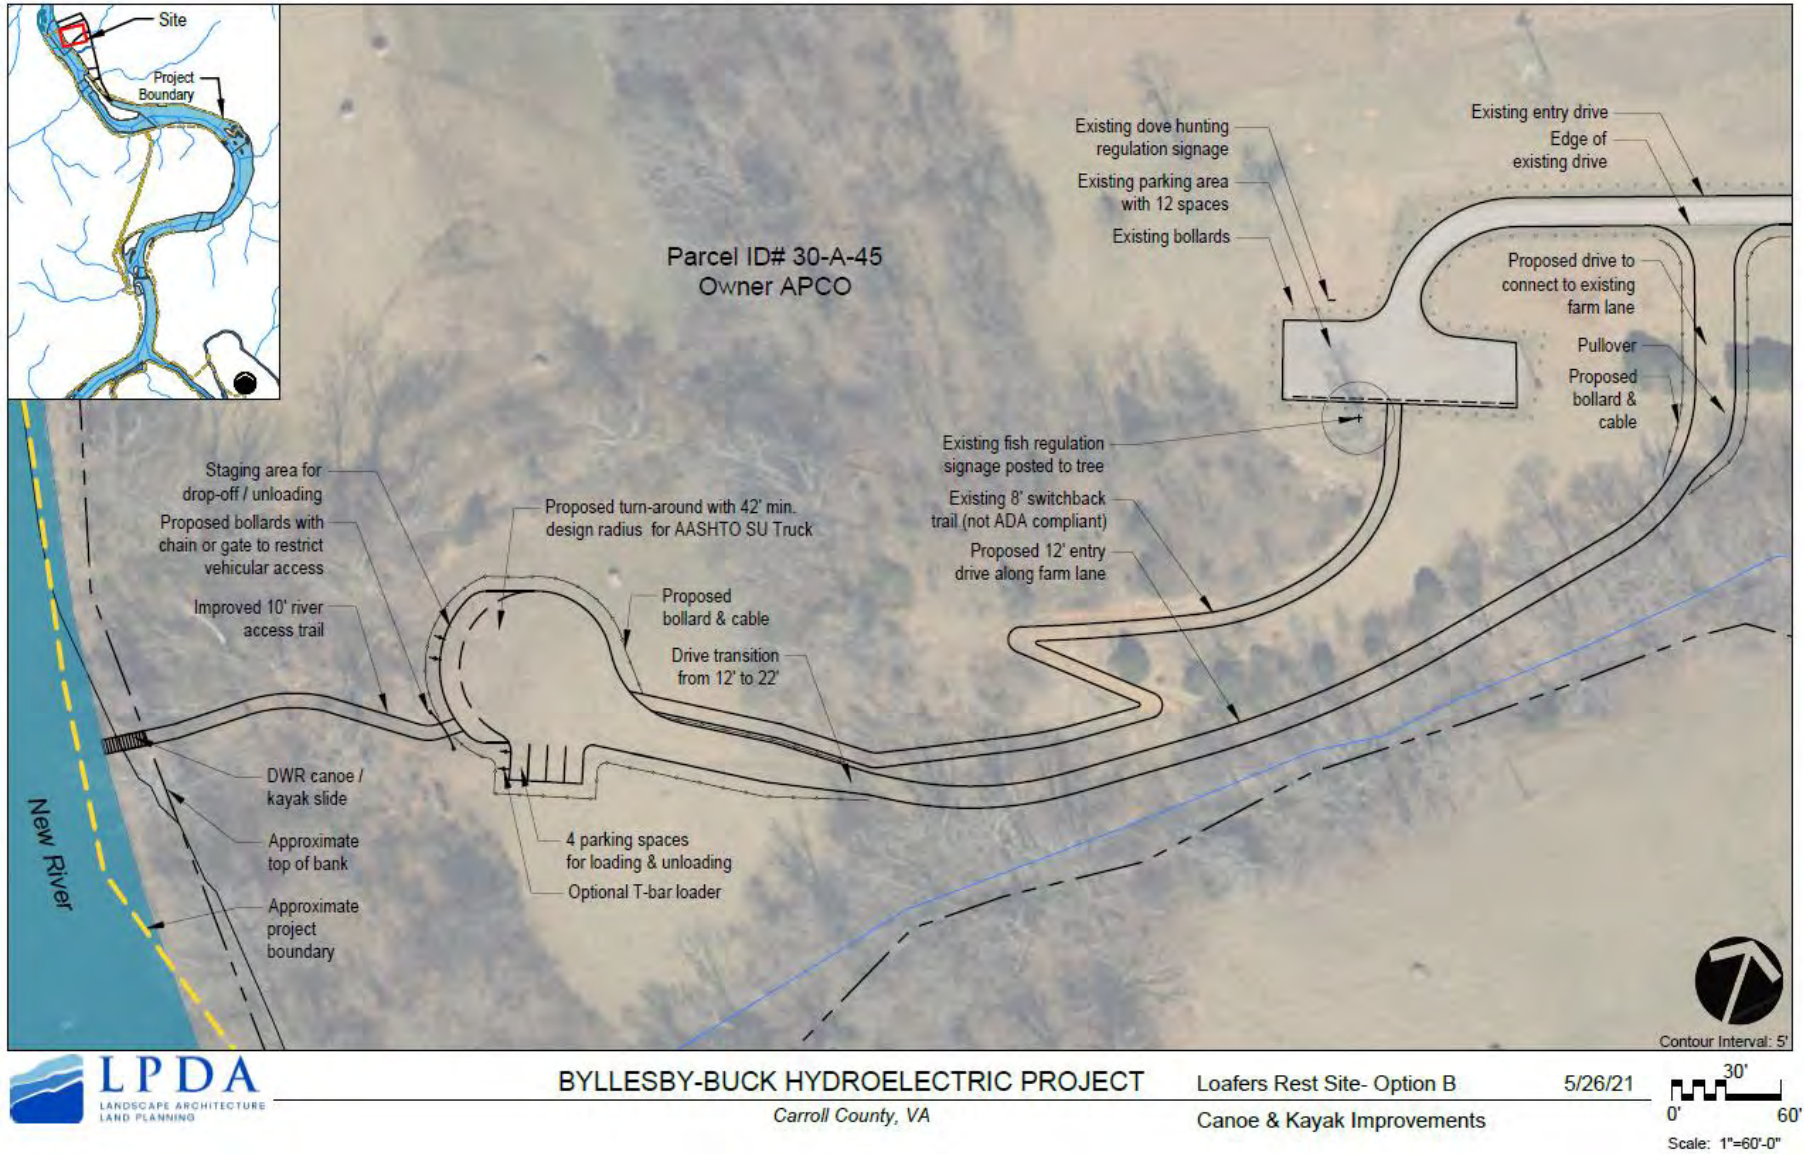 Site
Project
Boundary
Parcel ID# 30-A-45
Owner APCO
Existing dove hunting
regulation signage
Existing parking area
with 12 spaces
Existing bollards
Existing entry drive
Edge of
existing drive
Proposed drive to
connect to existing
farm lane
Pullover
Proposed
bollard &
cable
Existing fish regulation
signage posted to tree
Existing 8' switchback
trail (not ADA compliant)
Proposed 12' entry
drive along farm lane
Staging area for
drop-off / unloading
Proposed bollards with
chain or gate to restrict
vehicular access
Improved 10' river
access trail
Proposed turn-around with 42' min.
design radius for AASHTO SU Truck
Proposed
bollard & cable
Drive transition
from 12' to 22'
DWR canoe /
kayak slide
Approximate
top of bank
Approximate
project
boundary
4 parking spaces
for loading & unloading
Optional T-bar loader
New River
Contour Interval: 5'
LPDA
LANDSCAPE ARCHITECTURE
LAND PLANNING
BYLLESBY-BUCK HYDROELECTRIC PROJECT
Carroll County, VA
Loafers Rest Site- Option B
5/26/21
Canoe & Kayak Improvements
30'
0'
60'
Scale: 1"=60'-0"